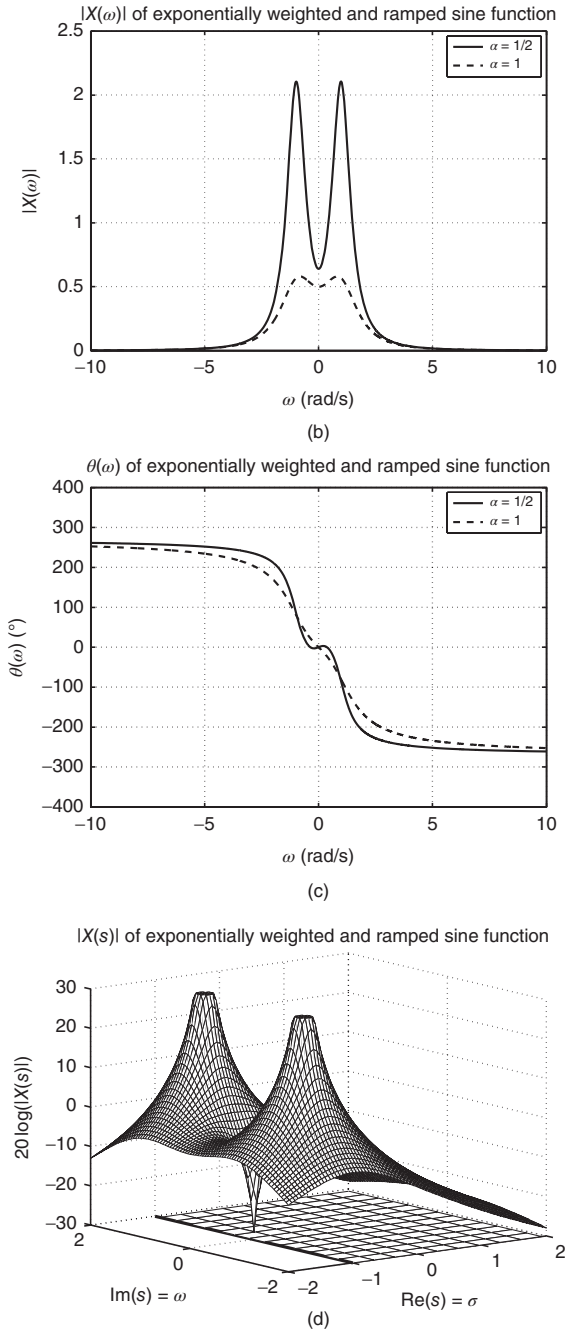 |X(ω)| of exponentially weighted and ramped sine function
2.5
2
1.5
1
0.5
0
|X(ω)|
α = 1/2
α = 1
−10
−5
0
5
10
ω (rad/s)
(b)
θ(ω) of exponentially weighted and ramped sine function
400
300
200
100
0
−100
−200
−300
−400
θ(ω) (°)
α = 1/2
α = 1
−10
−5
0
5
10
ω (rad/s)
(c)
|X(s)| of exponentially weighted and ramped sine function
30
20
10
0
−10
−20
−30
20 log(|X(s)|)
2
0
−2
Im(s) = ω
−2
−1
0
1
2
Re(s) = σ
(d)